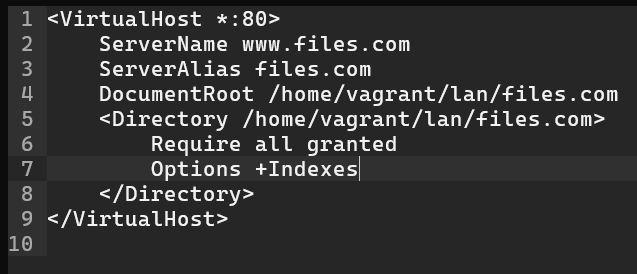 1 <VirtualHost *:80>
2     ServerName www.files.com
3     ServerAlias files.com
4     DocumentRoot /home/vagrant/lan/files.com
5     <Directory /home/vagrant/lan/files.com>
6         Require all granted
7         Options +Indexes
8     </Directory>
9 </VirtualHost>
10